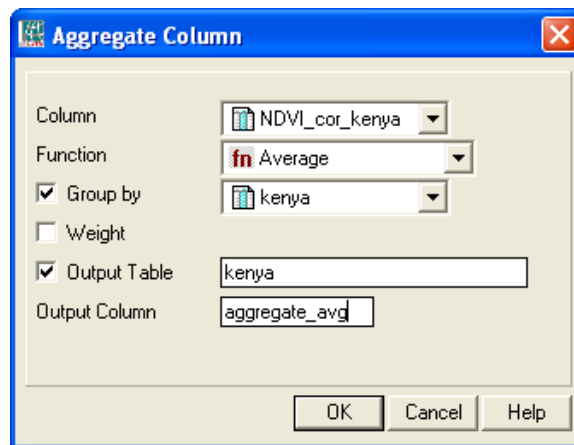 Aggregate Column
Column NDVI_cor_kenya
Function fn Average
Group by kenya
Weight
Output Table kenya
Output Column aggregate_avg
OK Cancel Help